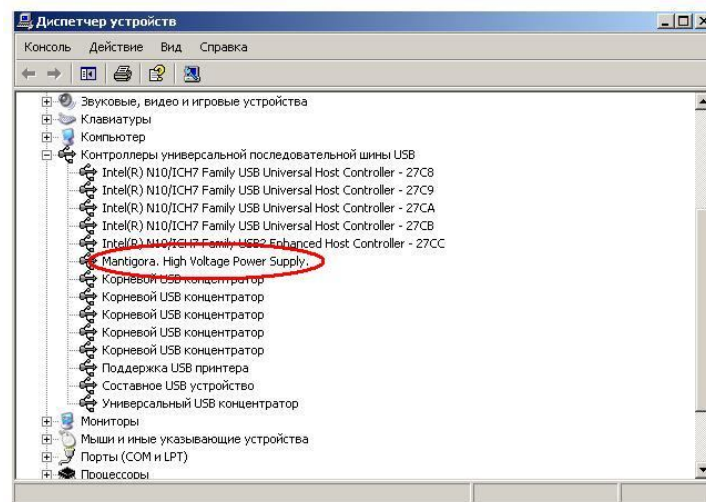 Диспетчер устройств
Консоль Действие Вид Справка
Звуковые, видео и игровые устройства
Клавиатуры
Компьютер
Контроллеры универсальной последовательной шины USB
Intel(R) N10/ICH7 Family USB Universal Host Controller - 27C8
Intel(R) N10/ICH7 Family USB Universal Host Controller - 27C9
Intel(R) N10/ICH7 Family USB Universal Host Controller - 27CA
Intel(R) N10/ICH7 Family USB Universal Host Controller - 27CB
Intel(R) N10/ICH7 Family USB2 Enhanced Host Controller - 27CC
Mantigora. High Voltage Power Supply.
Корневой USB концентратор
Корневой USB концентратор
Корневой USB концентратор
Корневой USB концентратор
Корневой USB концентратор
Поддержка USB принтера
Составное USB устройство
Универсальный USB концентратор
Мониторы
Мыши и иные указывающие устройства
Порты (COM и LPT)
Процессоры